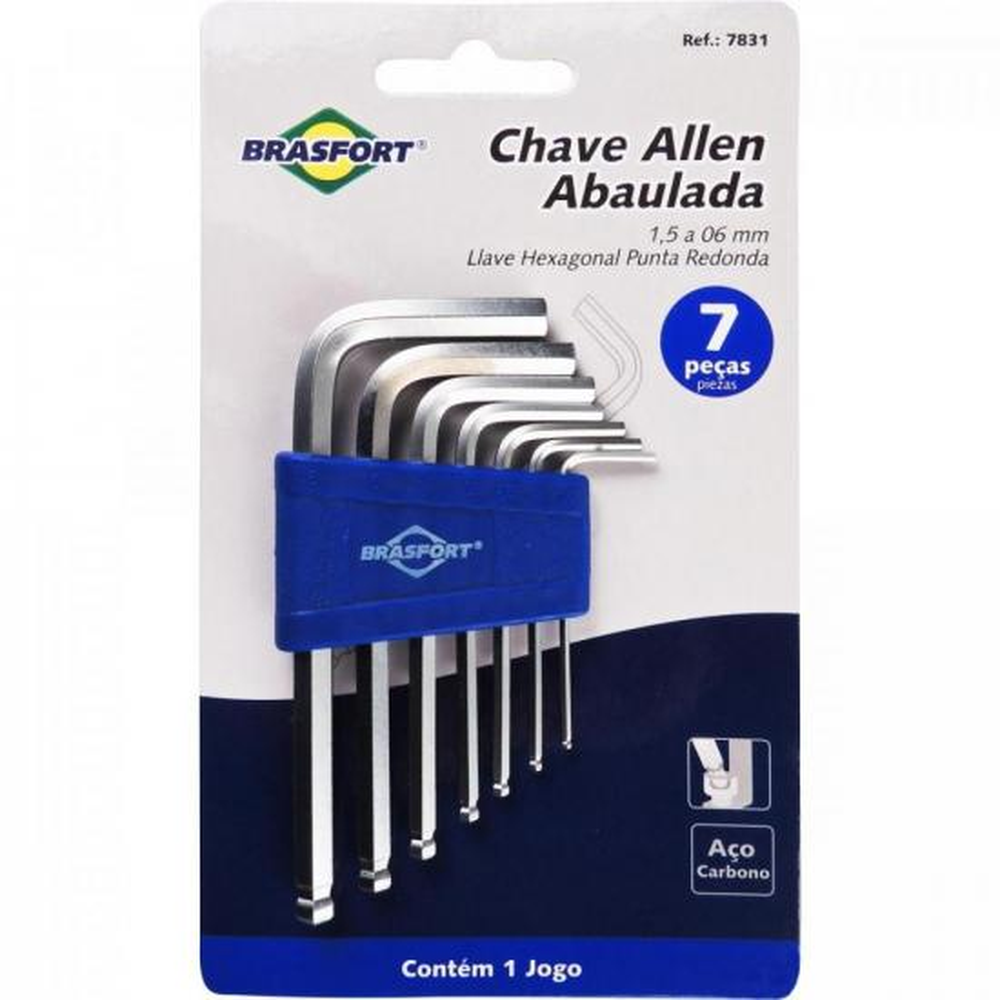 Ref.: 7831
BRASFORT®
Chave Allen
Abaulada
1,5 a 06 mm
Llave Hexagonal Punta Redonda
7
peças
piezas
BRASFORT®
Aço
Carbono
Contém 1 Jogo